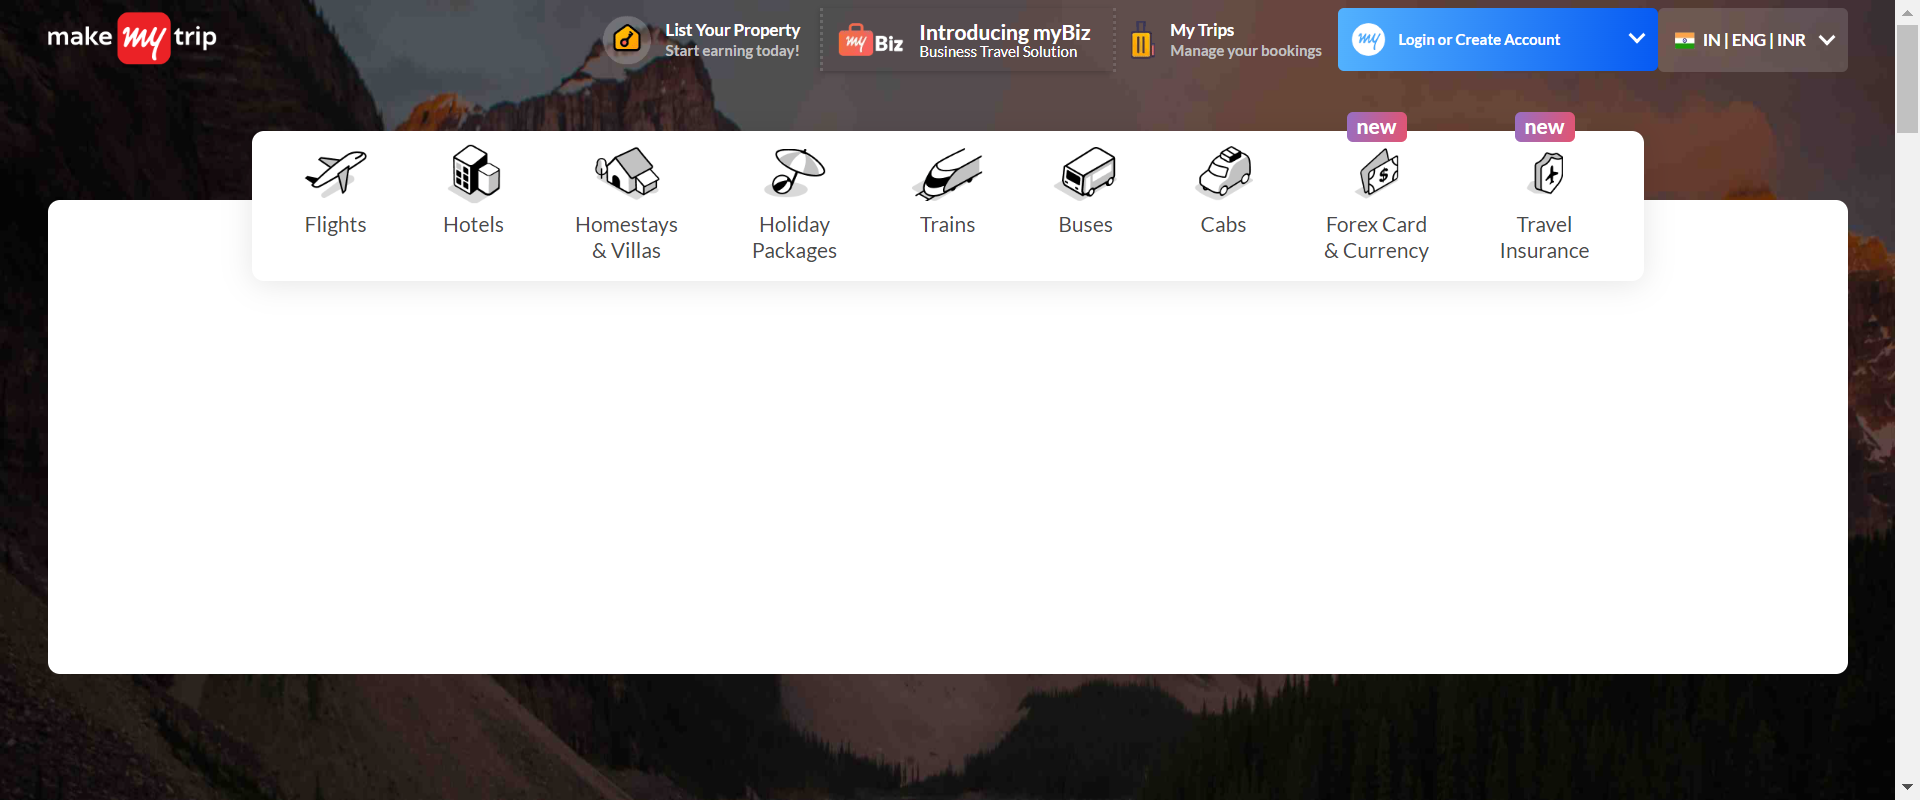 make my trip
List Your Property
Start earning today!
my Biz
Introducing myBiz
Business Travel Solution
My Trips
Manage your bookings
my
Login or Create Account
IN | ENG | INR
new
new
Flights
Hotels
Homestays
& Villas
Holiday
Packages
Trains
Buses
Cabs
$
Forex Card
& Currency
Travel
Insurance